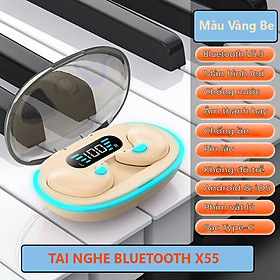 Màu Vàng Be
Bluetooth V5.3
Màn hình led
Chống nước
Âm thanh hay
Chống ồn
Pin lâu
Không độ trễ
Android & iOS
Phím vật lý
Sạc Type-C
100
TAI NGHE BLUETOOTH X55